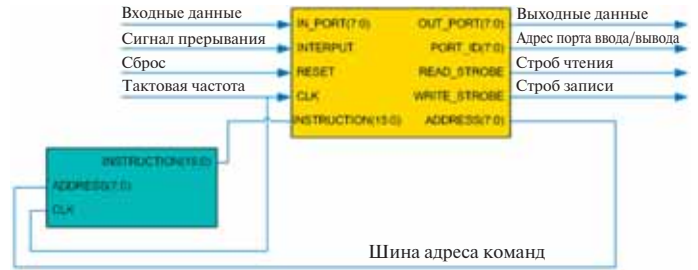 Входные данные
Сигнал прерывания
Сброс
Тактовая частота
IN_PORT(7:0)
INTERPUT
RESET
CLK
INSTRUCTION(15:0)
OUT_PORT(7:0)
PORT_ID(7:0)
READ_STROBE
WRITE_STROBE
ADDRESS(7:0)
Выходные данные
Адрес порта ввода/вывода
Строб чтения
Строб записи
INSTRUCTION(15:0)
ADDRESS(7:0)
CLK
Шина адреса команд